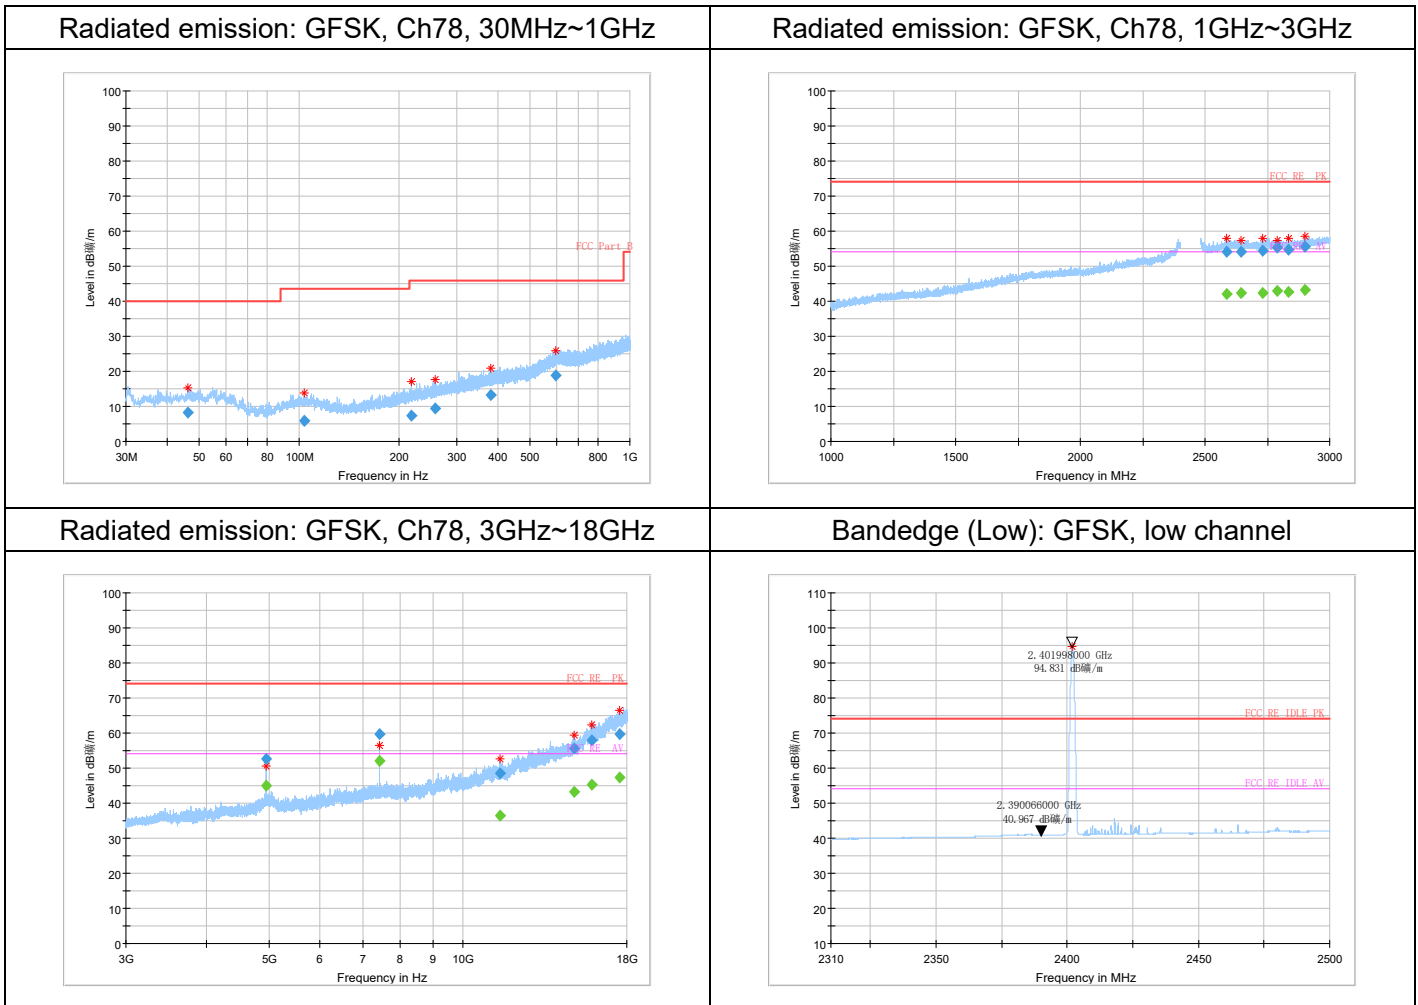 Radiated emission: GFSK, Ch78, 30MHz~1GHz
100
90
80
70
60
50
40
30
20
10
0
Level in dB礦/m
FCC Part B
30M 50 60 80 100M 200 300 400 500 800 1G
Frequency in Hz
Radiated emission: GFSK, Ch78, 1GHz~3GHz
100
90
80
70
60
50
40
30
20
10
0
Level in dB礦/m
FCC RE PK
AV
1000 1500 2000 2500 3000
Frequency in MHz
Radiated emission: GFSK, Ch78, 3GHz~18GHz
100
90
80
70
60
50
40
30
20
10
0
Level in dB礦/m
FCC RE PK
RE AV
3G 5G 6 7 8 9 10G 18G
Frequency in Hz
Bandedge (Low): GFSK, low channel
110
100
90
80
70
60
50
40
30
20
10
Level in dB礦/m
2.401998000 GHz
94.831 dB礦/m
FCC RE IDLE PK
FCC RE IDLE AV
2.390066000 GHz
40.967 dB礦/m
2310 2350 2400 2450 2500
Frequency in MHz